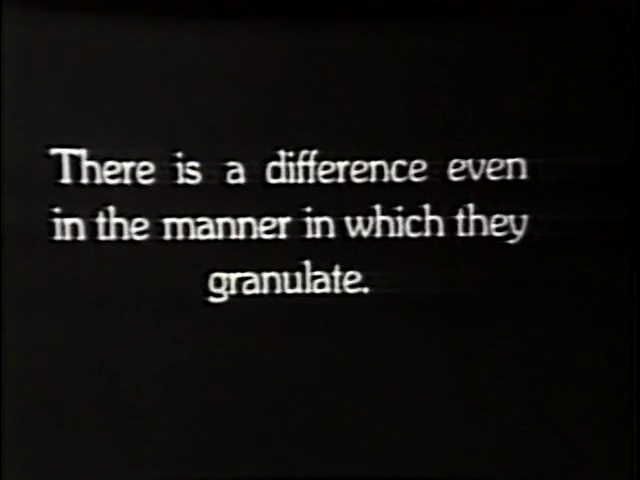 There is a difference even
in the manner in which they
granulate.